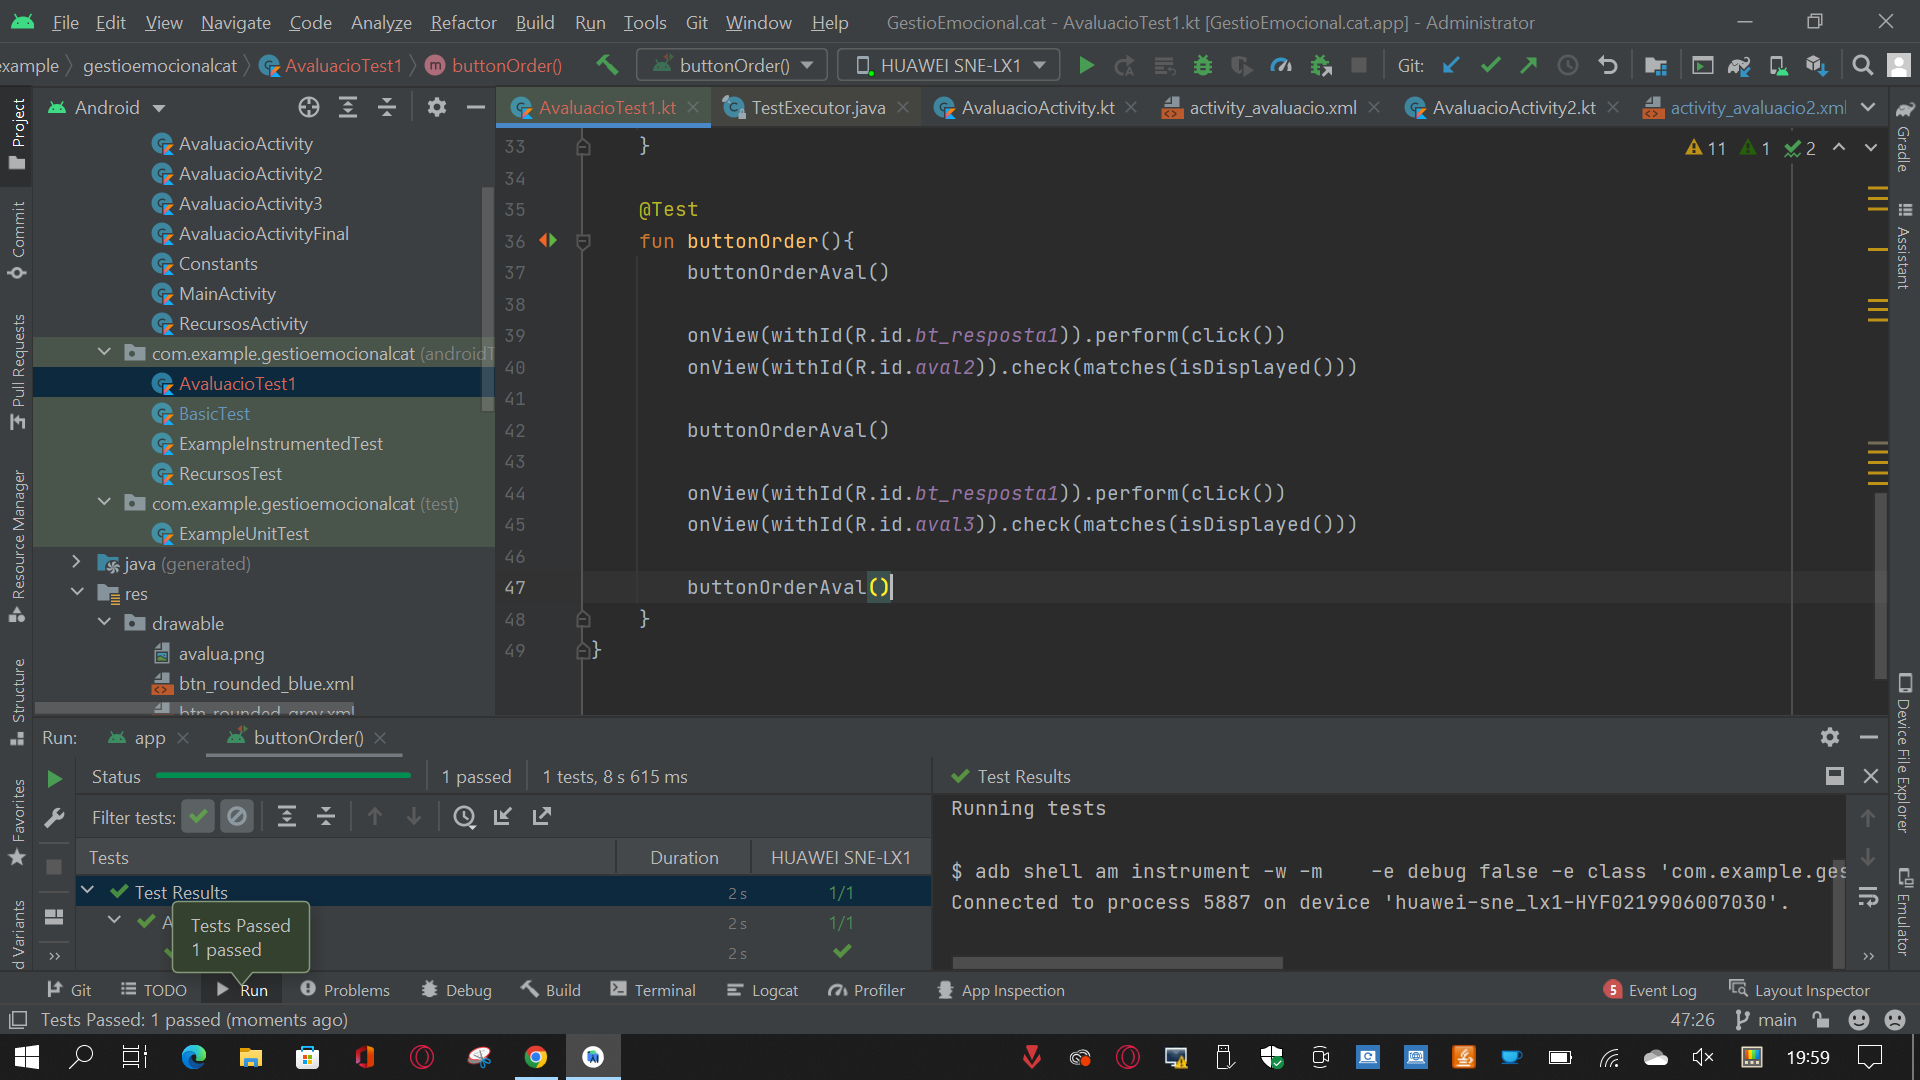 File Edit View Navigate Code Analyze Refactor Build Run Tools Git Window Help GestioEmocional.cat - AvaluacioTest1.kt [GestioEmocional.cat.app] - Administrator
example gestioemocionalcat AvaluacioTest1 buttonOrder() buttonOrder() HUAWEI SNE-LX1 Git:
Android
AvaluacioTest1.kt TestExecutor.java AvaluacioActivity.kt activity_avaluacio.xml AvaluacioActivity2.kt activity_avaluacio2.xml
Project
Commit
Pull Requests
Resource Manager
Structure
Favorites
d Variants
AvaluacioActivity
AvaluacioActivity2
AvaluacioActivity3
AvaluacioActivityFinal
Constants
MainActivity
RecursosActivity
com.example.gestioemocionalcat (androidT
AvaluacioTest1
BasicTest
ExampleInstrumentedTest
RecursosTest
com.example.gestioemocionalcat (test)
ExampleUnitTest
java (generated)
res
drawable
avalua.png
btn_rounded_blue.xml
btn_rounded_grey.xml
11 1 2
33 }
34
35 @Test
36 fun buttonOrder(){
37 buttonOrderAval()
38
39 onView(withId(R.id.bt_resposta1)).perform(click())
40 onView(withId(R.id.aval2)).check(matches(isDisplayed()))
41
42 buttonOrderAval()
43
44 onView(withId(R.id.bt_resposta1)).perform(click())
45 onView(withId(R.id.aval3)).check(matches(isDisplayed()))
46
47 buttonOrderAval()
48 }
49 }
Gradle
Assistant
Device File Explorer
Emulator
Run: app buttonOrder()
Status 1 passed 1 tests, 8 s 615 ms
Filter tests:
Tests Duration HUAWEI SNE-LX1
Test Results 2 s 1/1
A 2 s 1/1
2 s
Tests Passed
1 passed
Test Results
Running tests
$ adb shell am instrument -w -m -e debug false -e class 'com.example.ges
Connected to process 5887 on device 'huawei-sne_lx1-HYF0219906007030'.
Git TODO Run Problems Debug Build Terminal Logcat Profiler App Inspection 5 Event Log Layout Inspector
Tests Passed: 1 passed (moments ago) 47:26 main
19:59